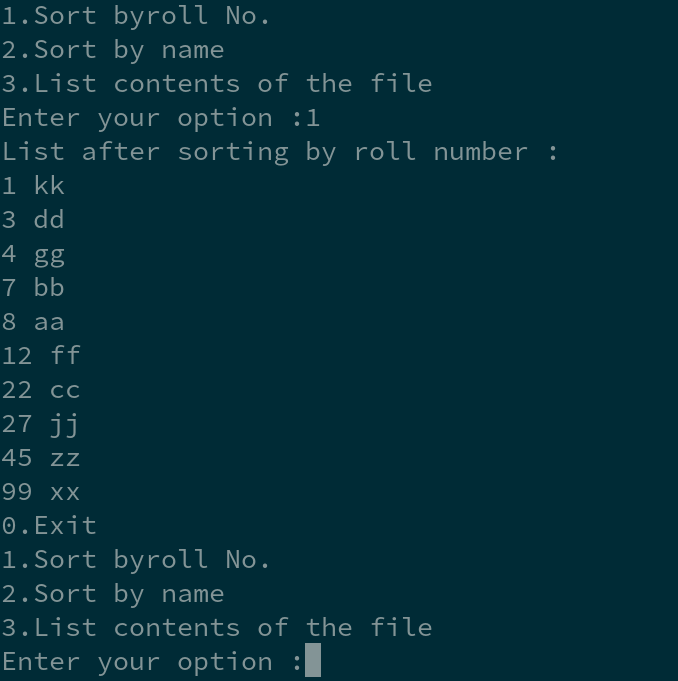 1.Sort byroll No.
2.Sort by name
3.List contents of the file
Enter your option :1
List after sorting by roll number :
1 kk
3 dd
4 gg
7 bb
8 aa
12 ff
22 cc
27 jj
45 zz
99 xx
0.Exit
1.Sort byroll No.
2.Sort by name
3.List contents of the file
Enter your option :